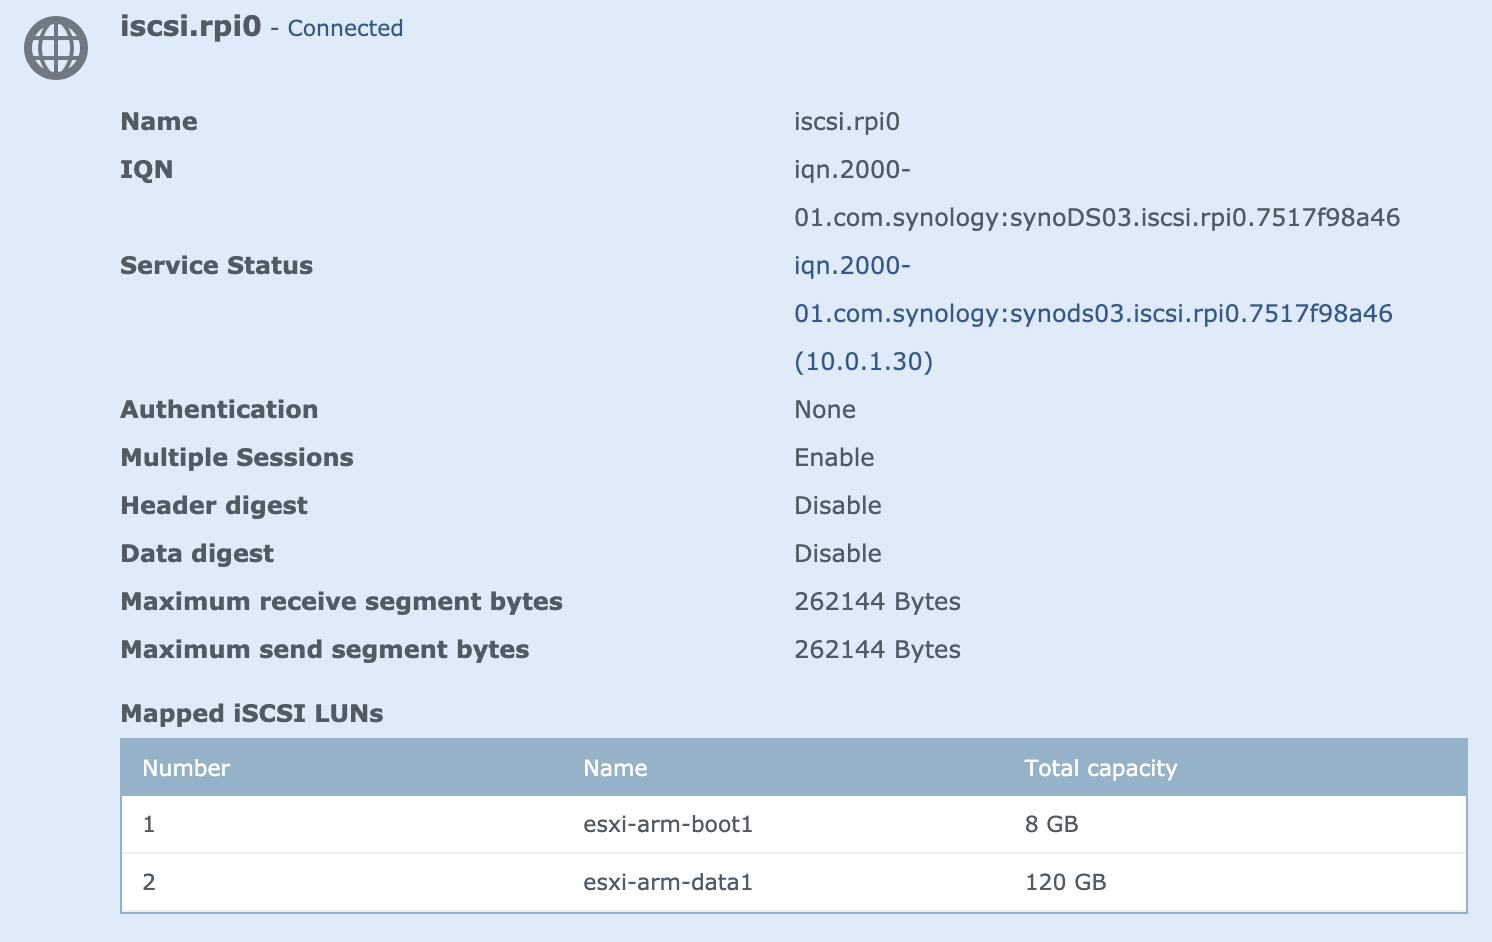 iscsi.rpi0 - Connected
Name iscsi.rpi0
IQN iqn.2000-
01.com.synology:synoDS03.iscsi.rpi0.7517f98a46
Service Status iqn.2000-
01.com.synology:synods03.iscsi.rpi0.7517f98a46
(10.0.1.30)
Authentication None
Multiple Sessions Enable
Header digest Disable
Data digest Disable
Maximum receive segment bytes 262144 Bytes
Maximum send segment bytes 262144 Bytes
Mapped iSCSI LUNs
Number Name Total capacity
1 esxi-arm-boot1 8 GB
2 esxi-arm-data1 120 GB